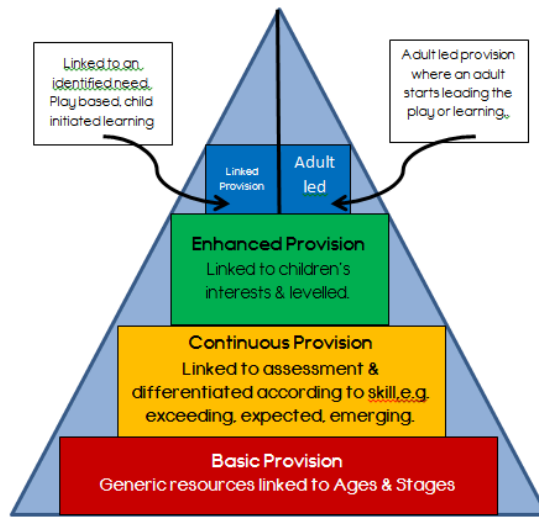 Linked to an
identified need.
Play based, child
initiated learning
Adult led provision
where an adult
starts leading the
play or learning.
Linked
Provision
Adult
led
Enhanced Provision
Linked to children's
interests & levelled.
Continuous Provision
Linked to assessment &
differentiated according to skill,e.g.
exceeding, expected, emerging.
Basic Provision
Generic resources linked to Ages & Stages